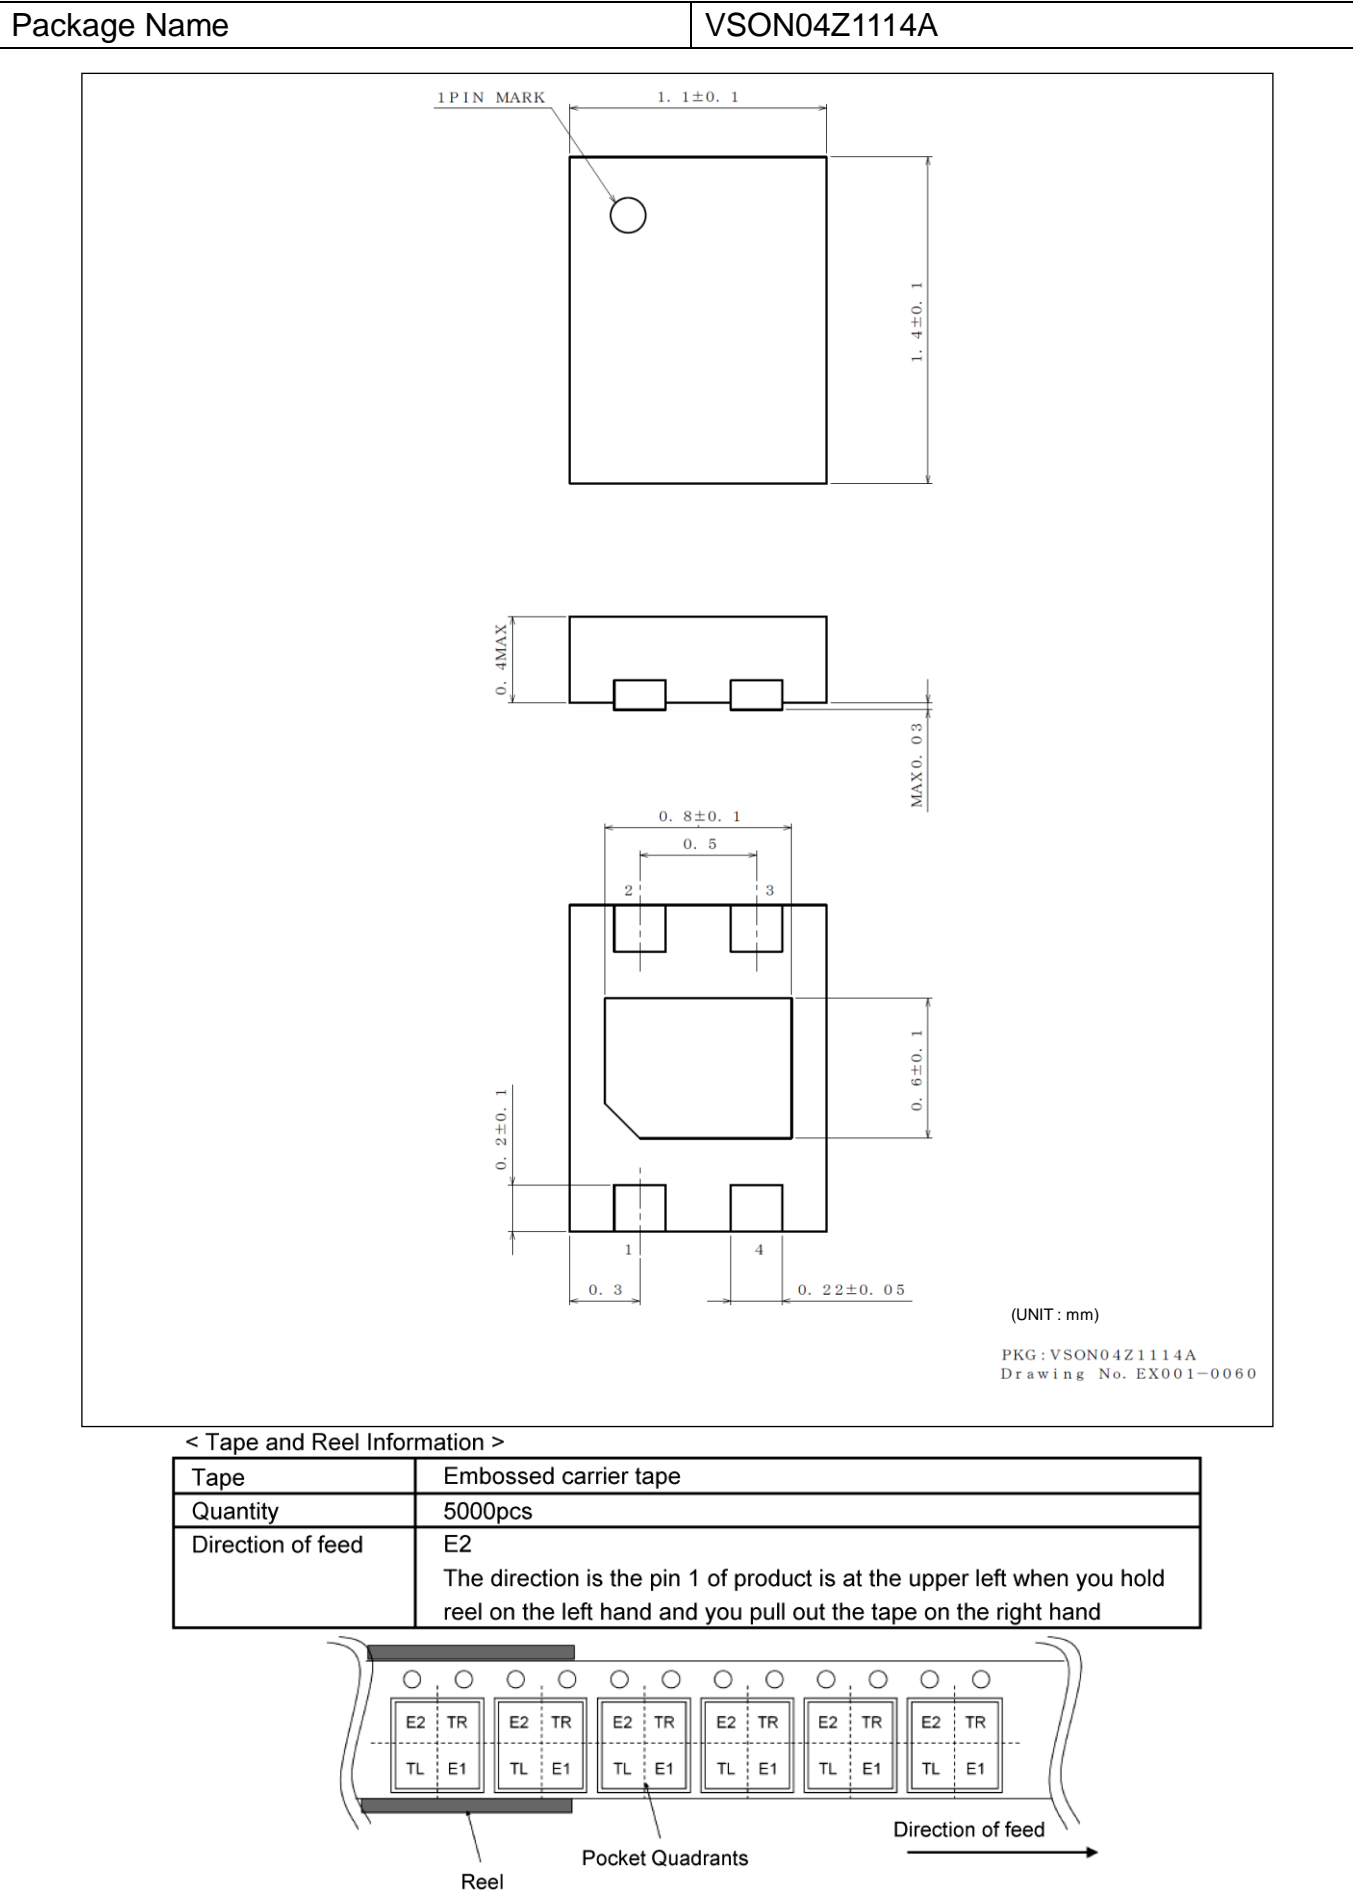 Package Name VSON04Z1114A
1PIN MARK
1. 1±0. 1
1. 4±0. 1
0. 4MAX
MAX0. 03
0. 8±0. 1
0. 5
2 3
0. 6±0. 1
0. 2±0. 1
1 4
0. 3
0. 22±0. 05
(UNIT : mm)
PKG:VSON04Z1114A
Drawing No. EX001-0060
< Tape and Reel Information >
Tape Embossed carrier tape
Quantity 5000pcs
Direction of feed E2
The direction is the pin 1 of product is at the upper left when you hold
reel on the left hand and you pull out the tape on the right hand
E2 TR E2 TR E2 TR E2 TR E2 TR E2 TR
TL E1 TL E1 TL E1 TL E1 TL E1 TL E1
Direction of feed
Pocket Quadrants
Reel